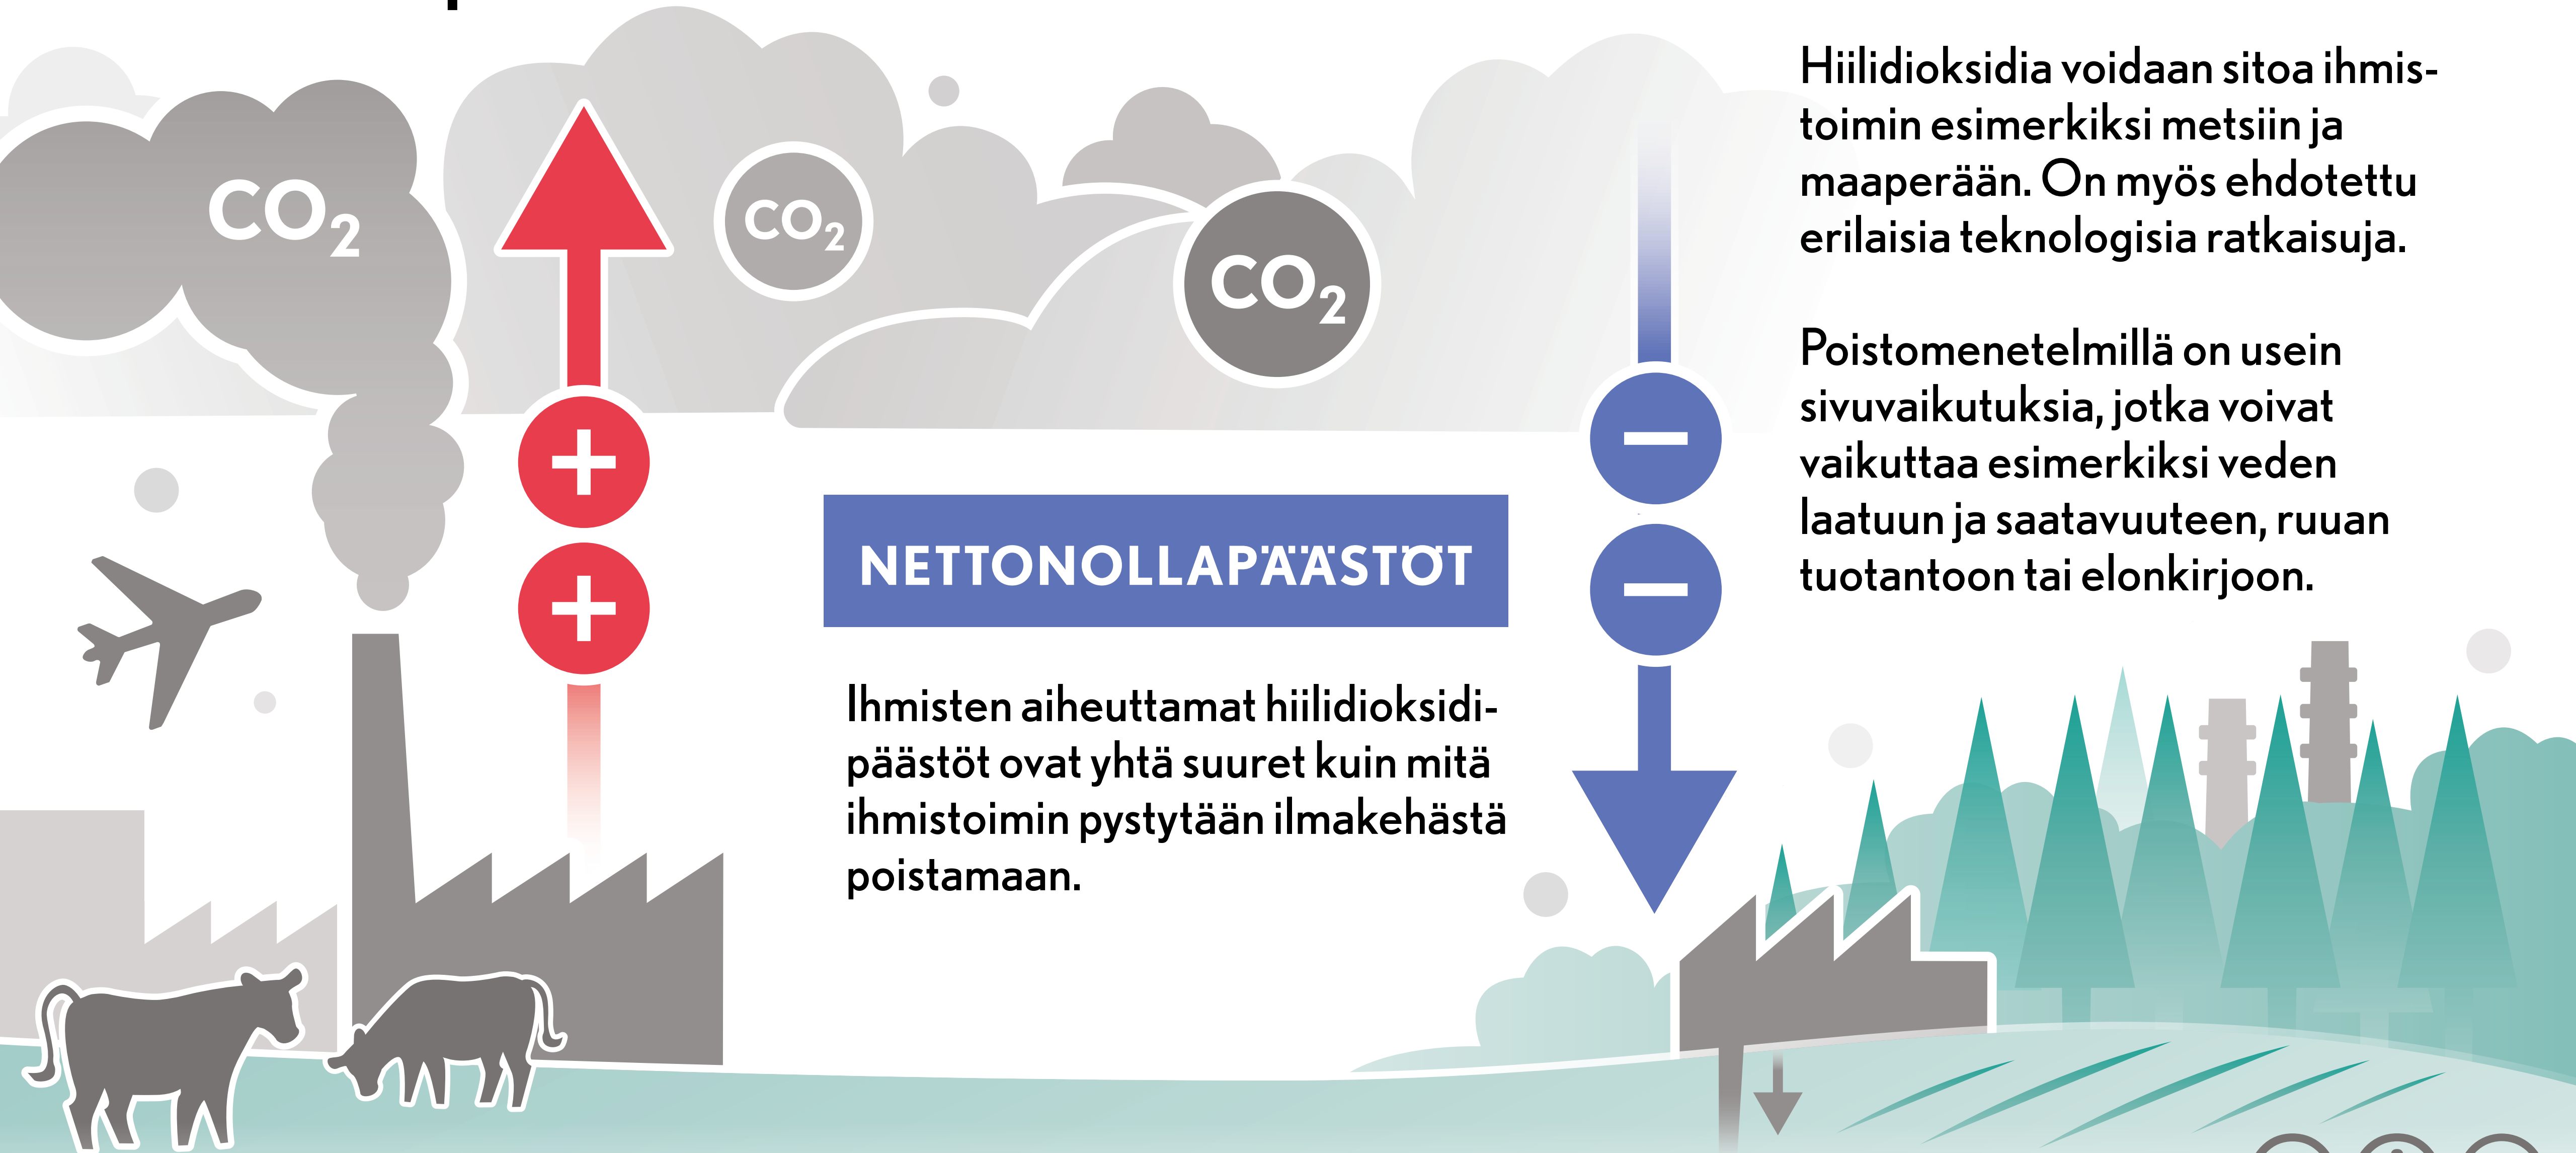 CO₂
CO₂
CO₂
+
+
NETTONOLLAPÄÄSTÖT
Ihmisten aiheuttamat hiilidioksidi-
päästöt ovat yhtä suuret kuin mitä
ihmistoimin pystytään ilmakehästä
poistamaan.
−
−
Hiilidioksidia voidaan sitoa ihmis-
toimin esimerkiksi metsiin ja
maaperään. On myös ehdotettu
erilaisia teknologisia ratkaisuja.
Poistomenetelmillä on usein
sivuvaikutuksia, jotka voivat
vaikuttaa esimerkiksi veden
laatuun ja saatavuuteen, ruuan
tuotantoon tai elonkirjoon.